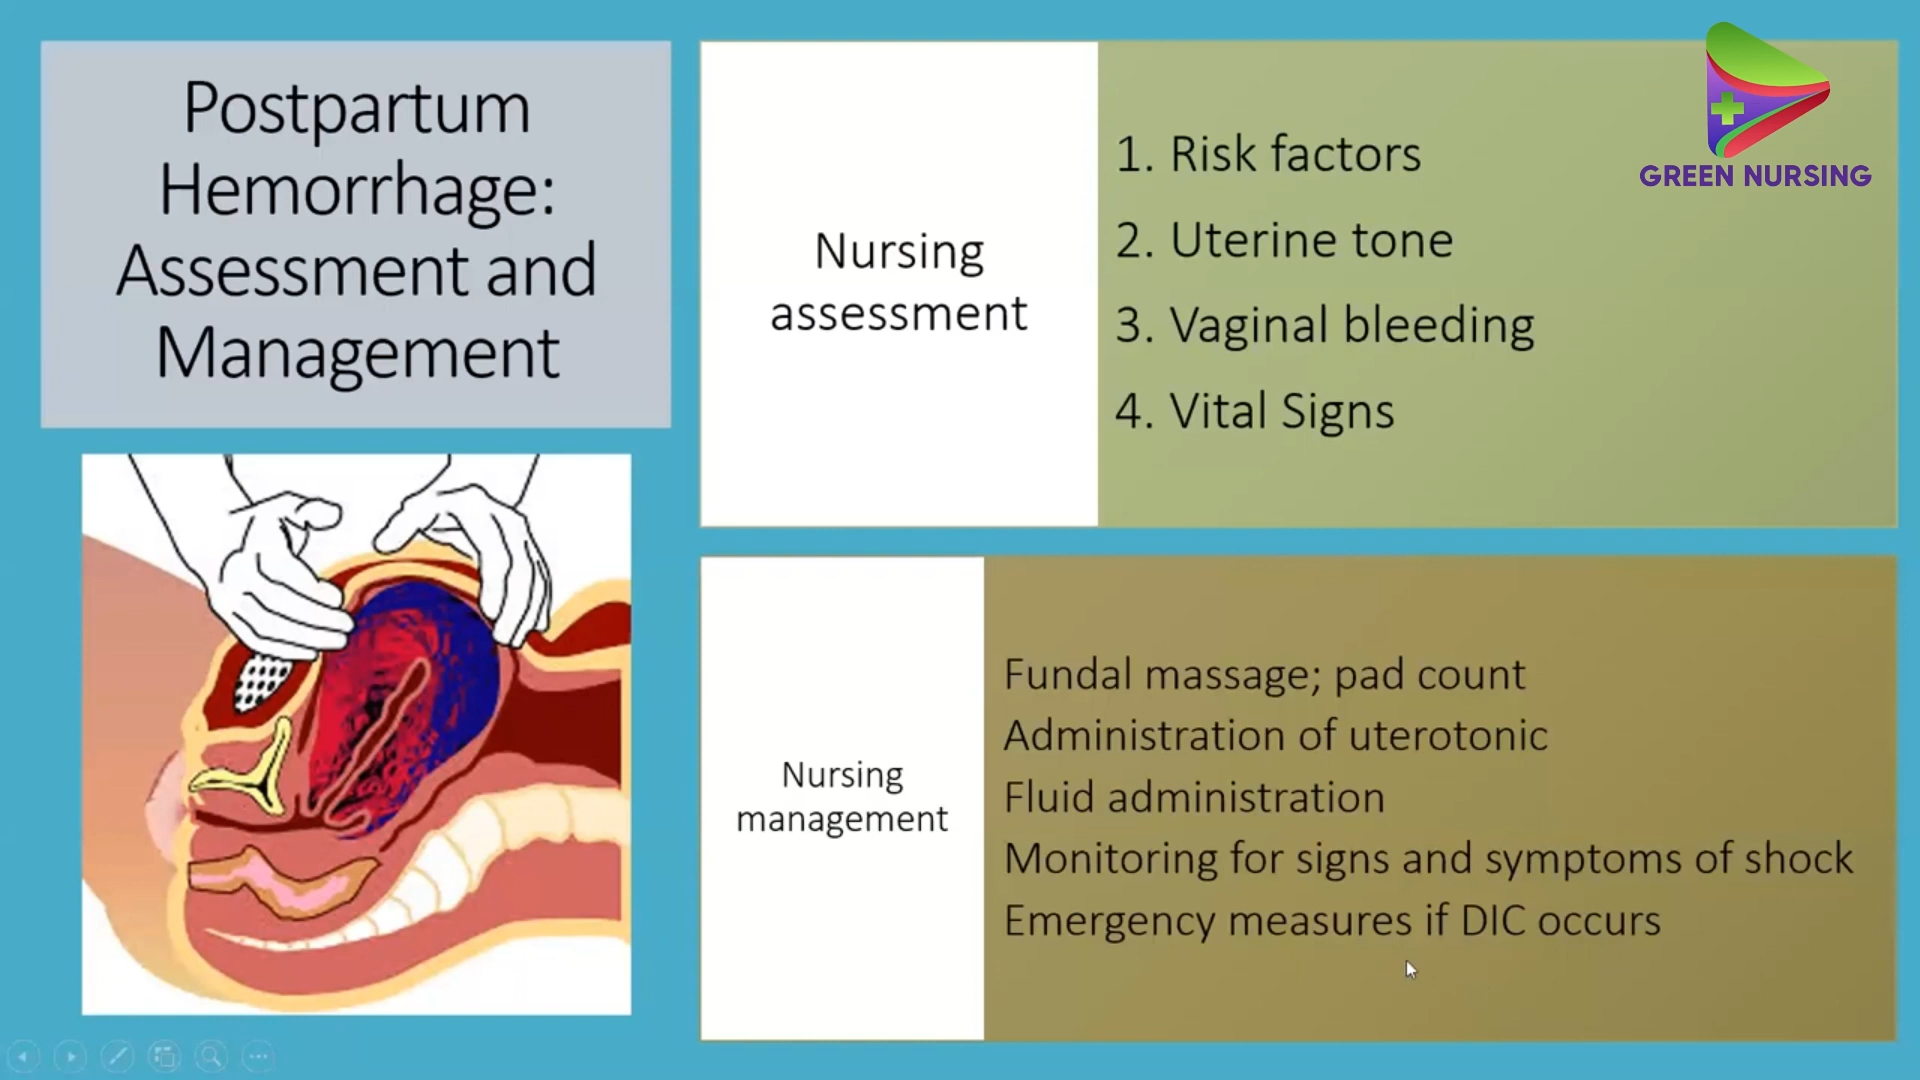 Postpartum
Hemorrhage:
Assessment and
Management
Nursing
assessment
1. Risk factors
2. Uterine tone
3. Vaginal bleeding
4. Vital Signs
GREEN NURSING
Nursing
management
Fundal massage; pad count
Administration of uterotonic
Fluid administration
Monitoring for signs and symptoms of shock
Emergency measures if DIC occurs